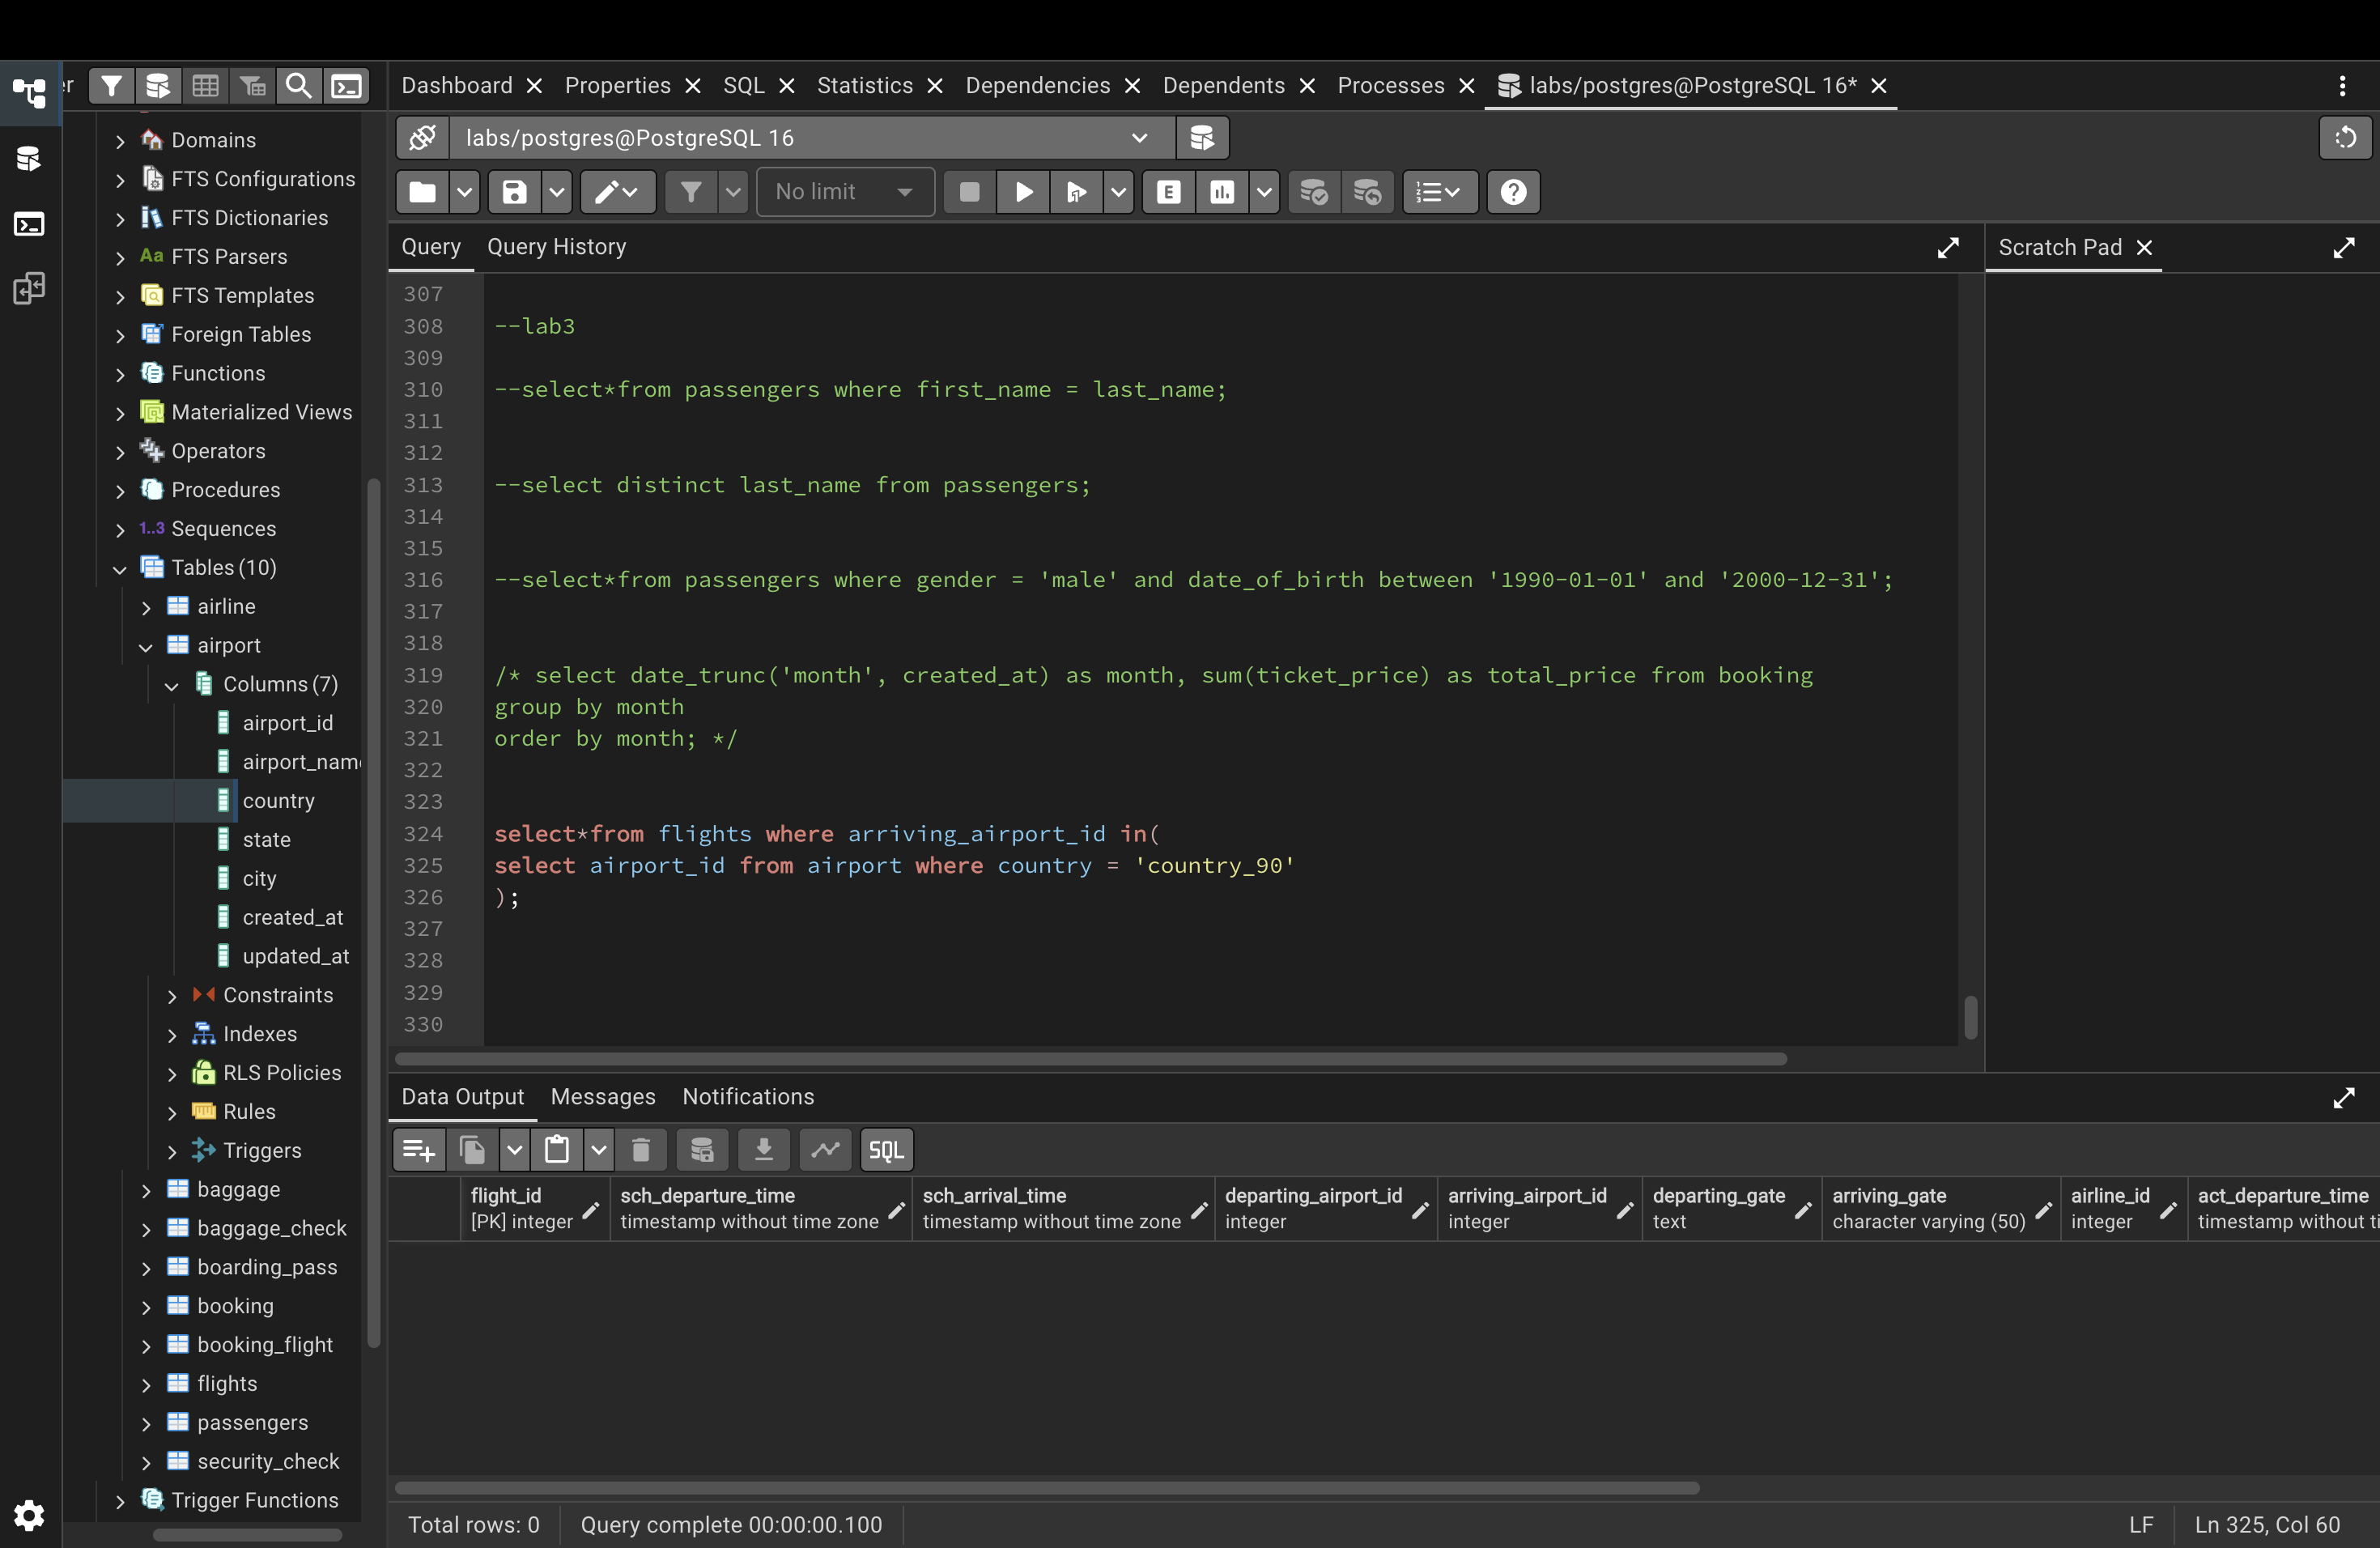 er
Dashboard Properties SQL Statistics Dependencies Dependents Processes labs/postgres@PostgreSQL 16*
labs/postgres@PostgreSQL 16
No limit
Query Query History
Scratch Pad
Domains
FTS Configurations
FTS Dictionaries
Aa FTS Parsers
FTS Templates
Foreign Tables
Functions
Materialized Views
Operators
Procedures
1..3 Sequences
Tables (10)
airline
airport
Columns (7)
airport_id
airport_name
country
state
city
created_at
updated_at
Constraints
Indexes
RLS Policies
Rules
Triggers
baggage
baggage_check
boarding_pass
booking
booking_flight
flights
passengers
security_check
Trigger Functions
307
308 --lab3
309
310 --select*from passengers where first_name = last_name;
311
312
313 --select distinct last_name from passengers;
314
315
316 --select*from passengers where gender = 'male' and date_of_birth between '1990-01-01' and '2000-12-31';
317
318
319 /* select date_trunc('month', created_at) as month, sum(ticket_price) as total_price from booking
320 group by month
321 order by month; */
322
323
324 select*from flights where arriving_airport_id in(
325 select airport_id from airport where country = 'country_90'
326 );
327
328
329
330
Data Output Messages Notifications
SQL
flight_id sch_departure_time sch_arrival_time departing_airport_id arriving_airport_id departing_gate arriving_gate airline_id act_departure_time
[PK] integer timestamp without time zone timestamp without time zone integer integer text character varying (50) integer timestamp without ti
Total rows: 0 Query complete 00:00:00.100 LF Ln 325, Col 60